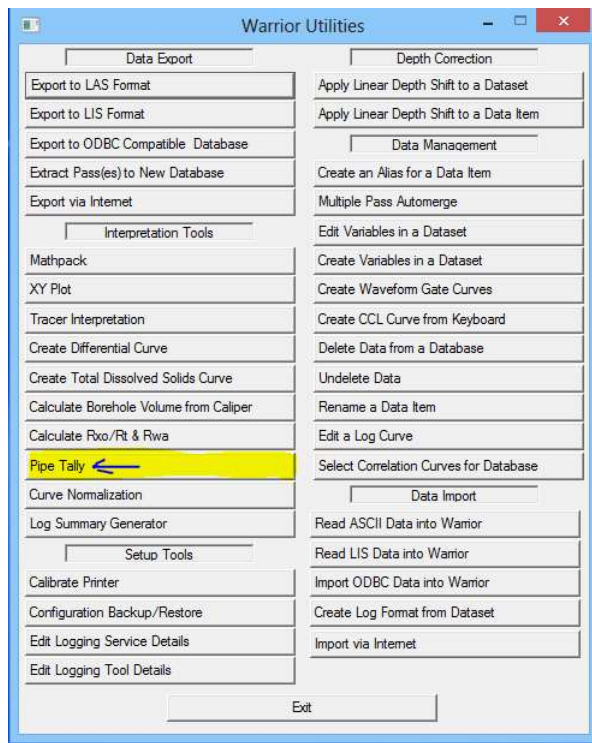 Warrior Utilities
Data Export
Export to LAS Format
Export to LIS Format
Export to ODBC Compatible Database
Extract Pass(es) to New Database
Export via Internet
Interpretation Tools
Mathpack
XY Plot
Tracer Interpretation
Create Differential Curve
Create Total Dissolved Solids Curve
Calculate Borehole Volume from Caliper
Calculate Rxo/Rt & Rwa
Pipe Tally
Curve Normalization
Log Summary Generator
Setup Tools
Calibrate Printer
Configuration Backup/Restore
Edit Logging Service Details
Edit Logging Tool Details
Depth Correction
Apply Linear Depth Shift to a Dataset
Apply Linear Depth Shift to a Data Item
Data Management
Create an Alias for a Data Item
Multiple Pass Automerge
Edit Variables in a Dataset
Create Variables in a Dataset
Create Waveform Gate Curves
Create CCL Curve from Keyboard
Delete Data from a Database
Undelete Data
Rename a Data Item
Edit a Log Curve
Select Correlation Curves for Database
Data Import
Read ASCII Data into Warrior
Read LIS Data into Warrior
Import ODBC Data into Warrior
Create Log Format from Dataset
Import via Internet
Exit